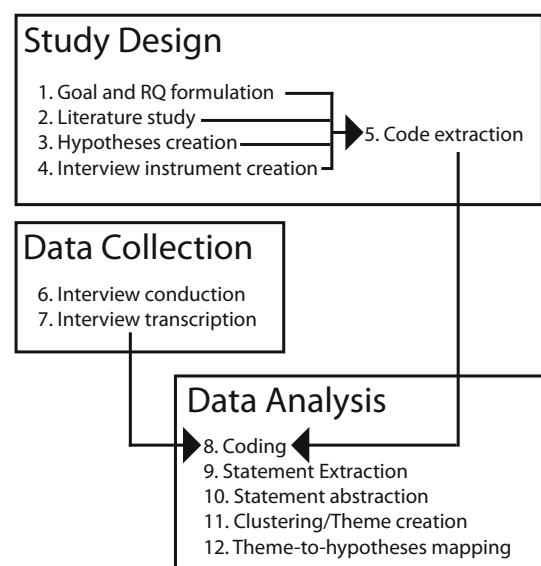 Study Design
1. Goal and RQ formulation
2. Literature study
3. Hypotheses creation
4. Interview instrument creation
5. Code extraction
Data Collection
6. Interview conduction
7. Interview transcription
Data Analysis
8. Coding
9. Statement Extraction
10. Statement abstraction
11. Clustering/Theme creation
12. Theme-to-hypotheses mapping